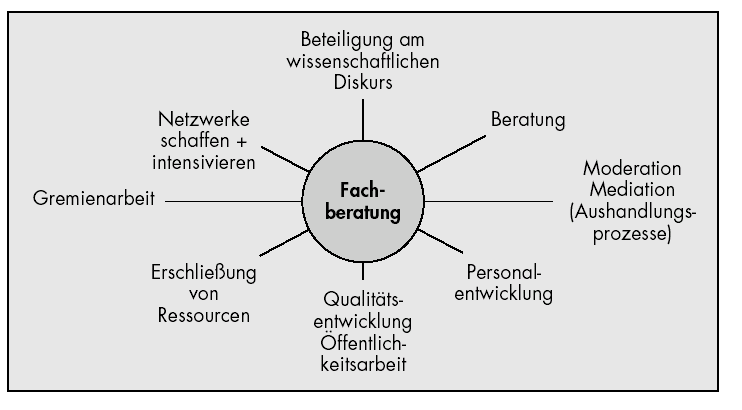 Beteiligung am
wissenschaftlichen
Diskurs
Netzwerke
schaffen +
intensivieren
Beratung
Gremienarbeit
Fach-
beratung
Moderation
Mediation
(Aushandlungs-
prozesse)
Erschließung
von
Ressourcen
Qualitäts-
entwicklung
Öffentlich-
keitsarbeit
Personal-
entwicklung